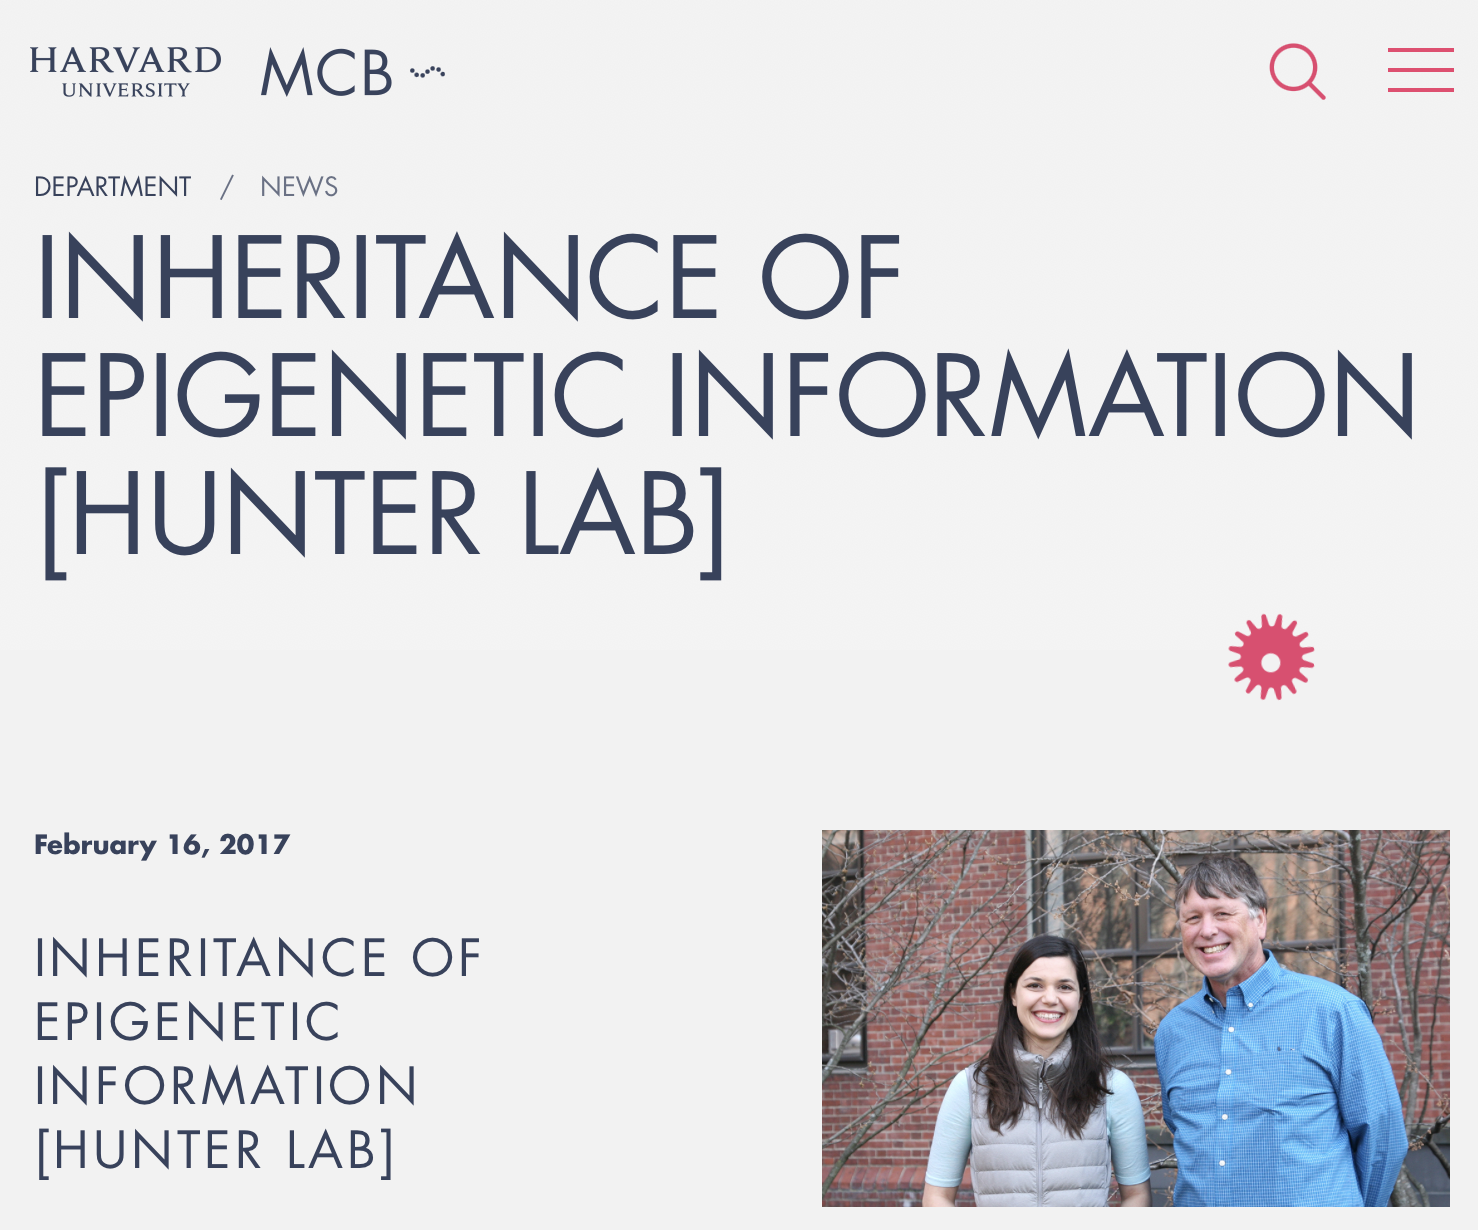 HARVARD
UNIVERSITY
MCB
DEPARTMENT / NEWS
INHERITANCE OF
EPIGENETIC INFORMATION
[HUNTER LAB]
February 16, 2017
INHERITANCE OF
EPIGENETIC
INFORMATION
[HUNTER LAB]